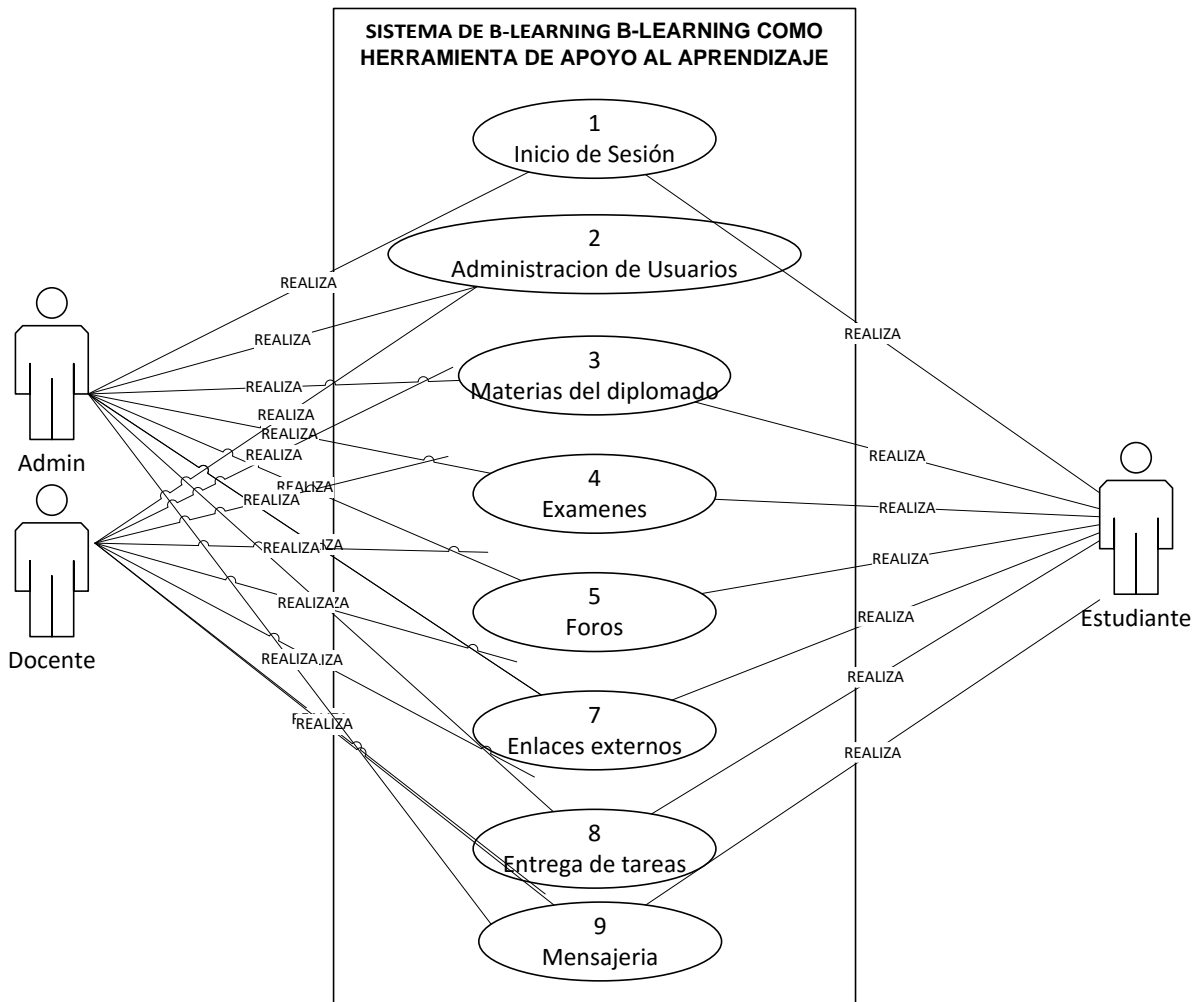 SISTEMA DE B-LEARNING B-LEARNING COMO
HERRAMIENTA DE APOYO AL APRENDIZAJE
1
Inicio de Sesión
2
Administracion de Usuarios
REALIZA
REALIZA
REALIZA
3
Materias del diplomado
REALIZA
REALIZA
REALIZA
REALIZA
REALIZA
Admin
4
Examenes
REALIZA
REALIZA
REALIZA
REALIZA
REALIZA
5
Foros
REALIZA
REALIZA
Estudiante
Docente
REALIZA
REALIZA
7
Enlaces externos
REALIZA
REALIZA
8
Entrega de tareas
9
Mensajeria